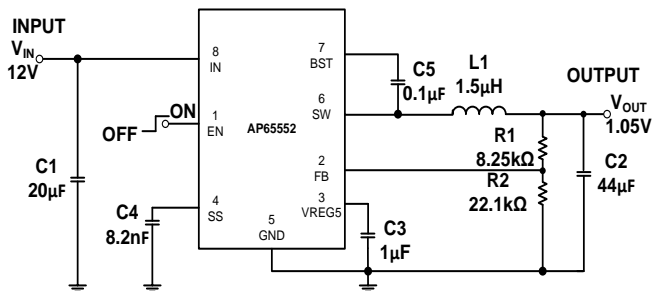 INPUT
V_IN
12V
8
IN
7
BST
C5
0.1µF
L1
1.5µH
OUTPUT
V_OUT
1.05V
6
SW
AP65552
ON
OFF
1
EN
R1
8.25kΩ
C1
20µF
2
FB
C2
44µF
R2
22.1kΩ
C4
8.2nF
4
SS
3
VREG5
5
GND
C3
1µF